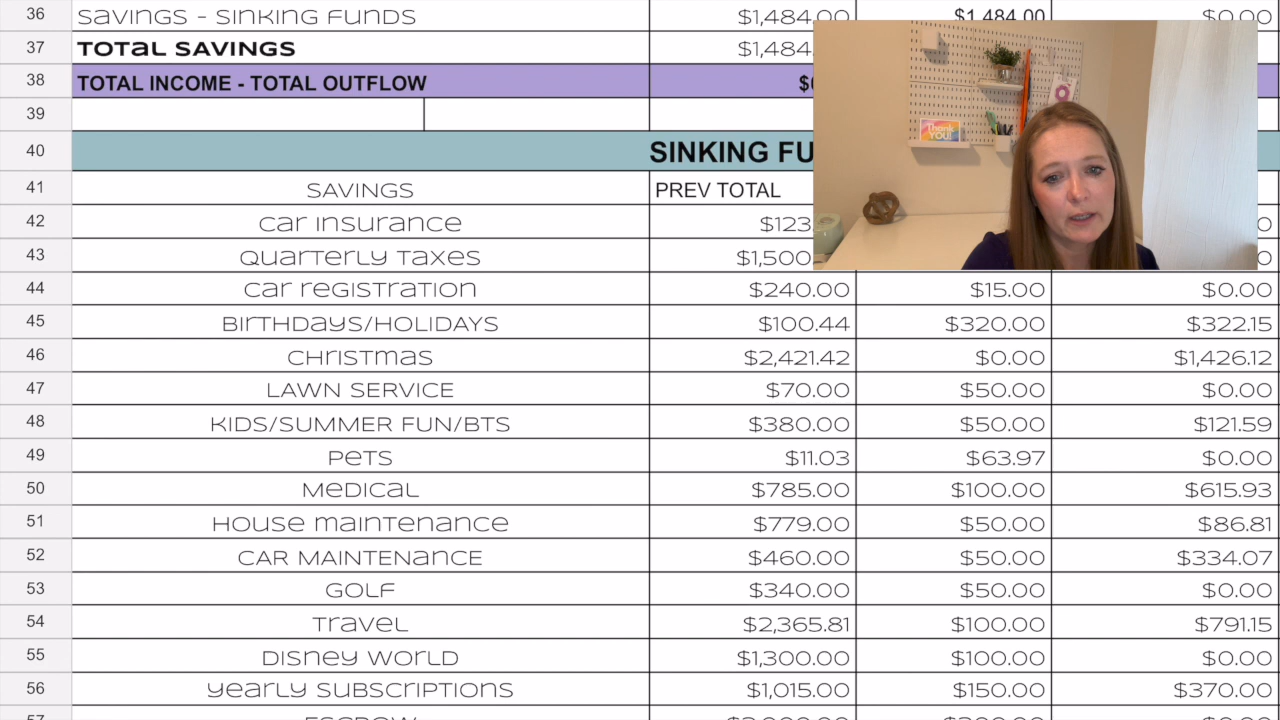 36 savings - sinking funds $1,484.00 $1,484.00 $0.00
37 Total savings $1,484.
38 TOTAL INCOME - TOTAL OUTFLOW
39
40 SINKING
41 SAVINGS PREV TOTAL
42 car insurance $123
43 Quarterly Taxes $1,500
44 car registration $240.00 $15.00 $0.00
45 Birthdays/HOLIDAYS $100.44 $320.00 $322.15
46 Christmas $2,421.42 $0.00 $1,426.12
47 LAWN SERVICE $70.00 $50.00 $0.00
48 KIDS/SUMMER FUN/BTS $380.00 $50.00 $121.59
49 Pets $11.03 $63.97 $0.00
50 Medical $785.00 $100.00 $615.93
51 House maintenance $779.00 $50.00 $86.81
52 CAR MAINTENance $460.00 $50.00 $334.07
53 Golf $340.00 $50.00 $0.00
54 Travel $2,365.81 $100.00 $791.15
55 Disney World $1,300.00 $100.00 $0.00
56 yearly subscriptions $1,015.00 $150.00 $370.00
Thank YOU!